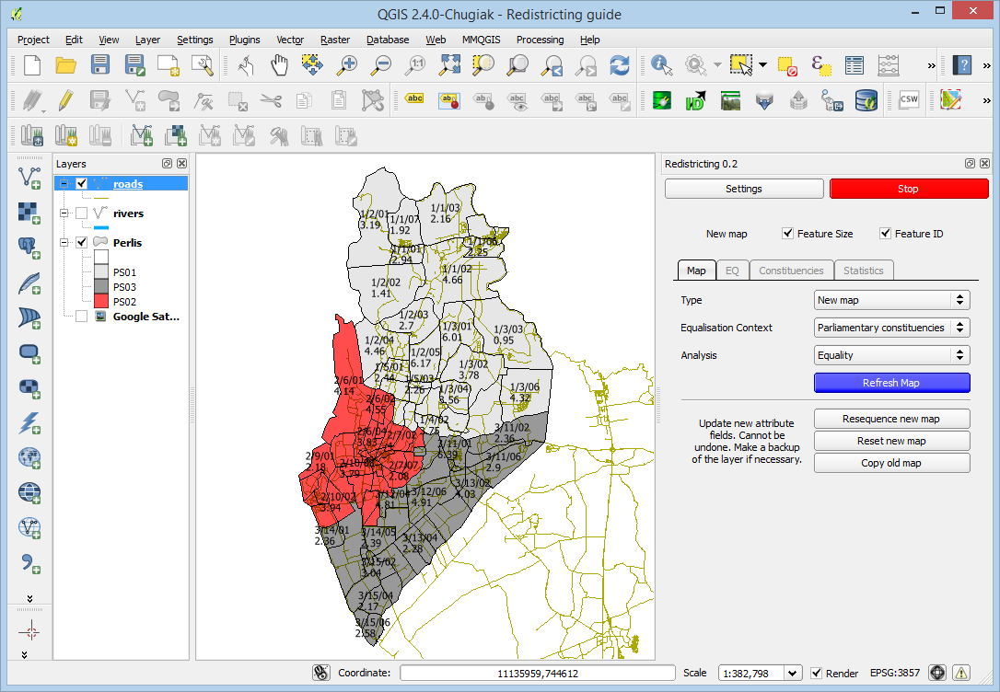 QGIS 2.4.0-Chugiak - Redistricting guide
Project Edit View Layer Settings Plugins Vector Raster Database Web MMQGIS Processing Help
Layers
roads
rivers
Perlis
PS01
PS03
PS02
Google Sat...
1/2/01
3.19
1/1/07
1.92
1/1/03
2.16
1/1/01
2.94
1/1/06
2.25
1/1/02
4.66
1/2/02
1.41
1/2/03
2.7
1/3/01
6.01
1/3/03
0.95
1/2/04
4.46
1/2/05
6.17
1/3/02
3.78
1/5/01
2.44
1/5/03
2.26
1/3/04
3.56
1/3/06
4.32
2/6/01
4.14
2/6/02
4.55
1/4/02
3.75
3/11/02
2.36
2/6/04
3.83
2/11/01
6.39
3/11/06
2.9
2/9/01
2.18
3.79
2/7/07
2.08
3/13/02
4.03
2/10/02
3.94
3/12/04
4.81
3/12/06
4.91
3/14/01
2.36
3/14/05
2.39
3/13/04
2.28
3/15/02
3.04
3/15/04
2.17
3/15/06
2.58
Redistricting 0.2
Settings Stop
New map Feature Size Feature ID
Map EQ Constituencies Statistics
Type New map
Equalisation Context Parliamentary constituencies
Analysis Equality
Refresh Map
Update new attribute
fields. Cannot be
undone. Make a backup
of the layer if necessary.
Resequence new map
Reset new map
Copy old map
Coordinate: 11135959,744612 Scale 1:382,798 Render EPSG:3857